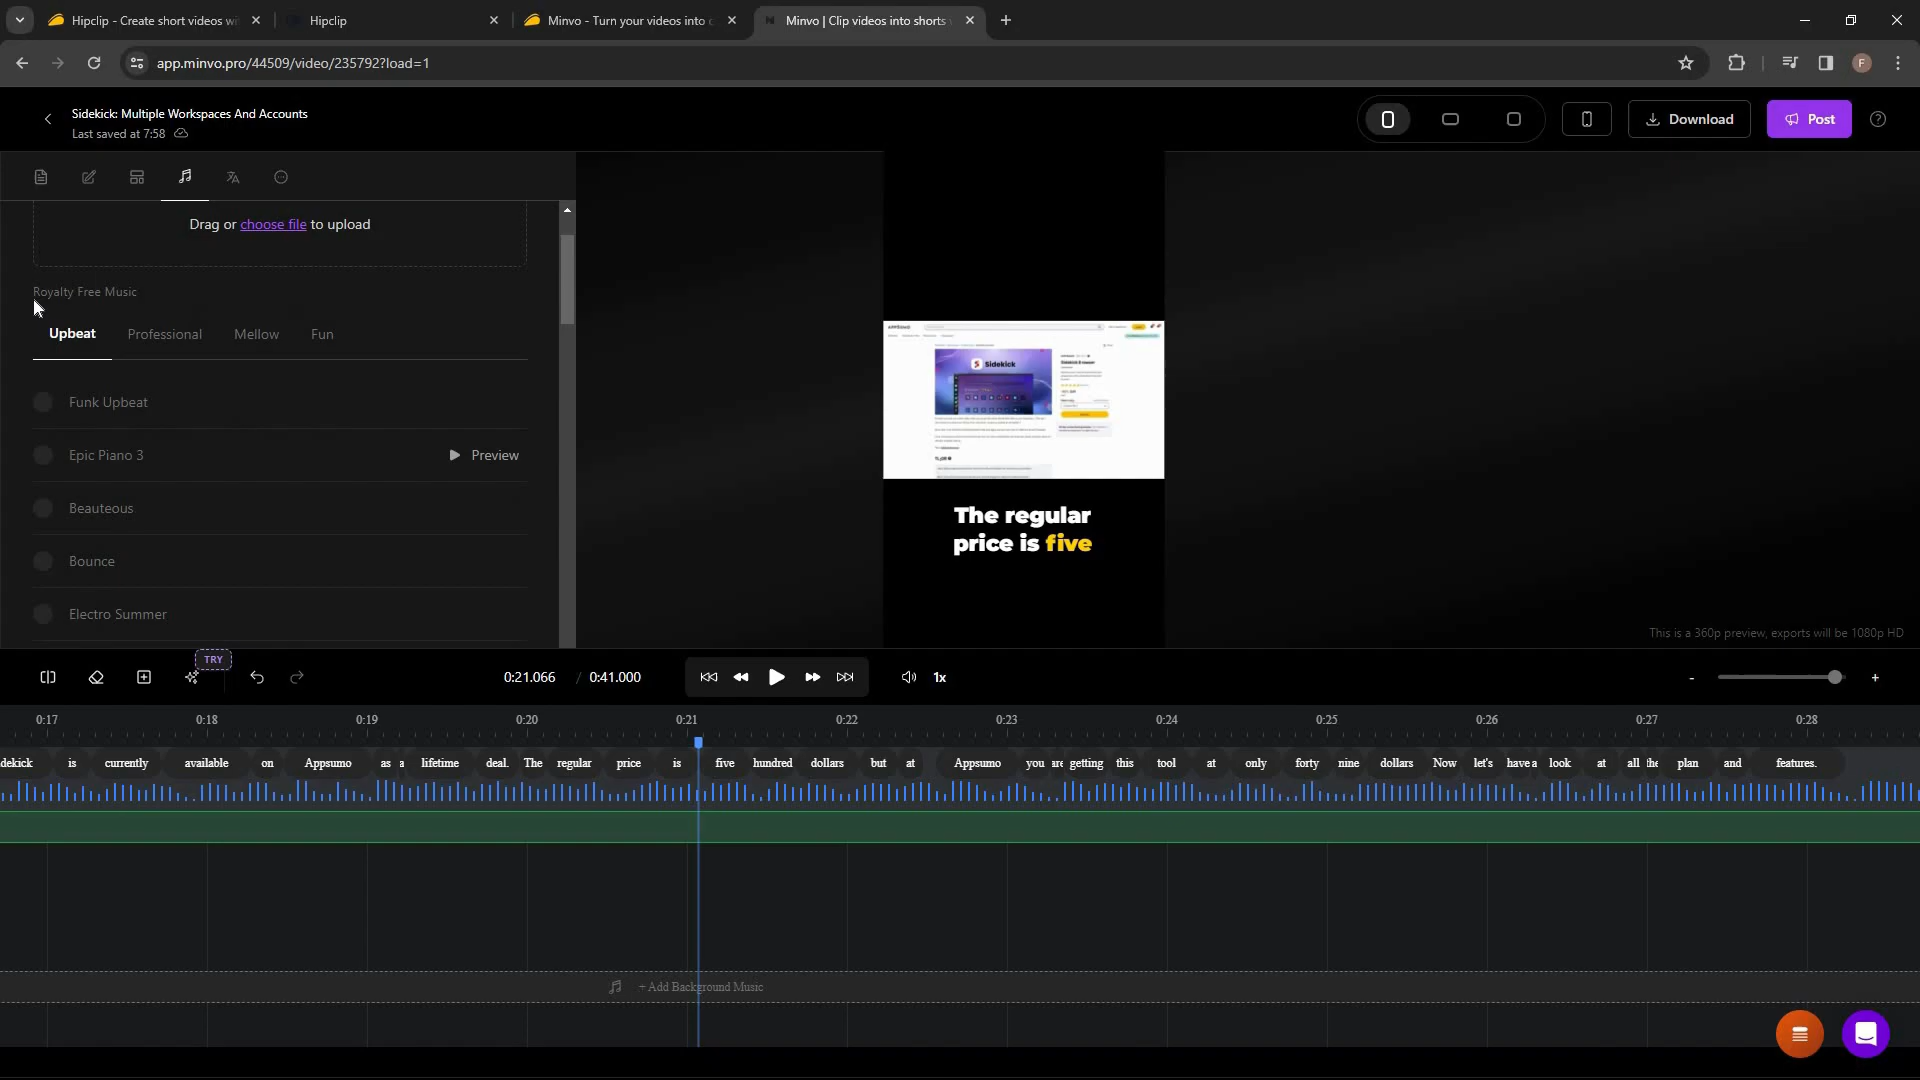 Hipclip - Create short videos wi
Hipclip
Minvo - Turn your videos into c
Minvo | Clip videos into shorts
app.minvo.pro/44509/video/235792?load=1
F
Sidekick: Multiple Workspaces And Accounts
Last saved at 7:58
Download
Post
Drag or choose file to upload
Royalty Free Music
Upbeat Professional Mellow Fun
Funk Upbeat
Epic Piano 3 Preview
Beauteous
Bounce
Electro Summer
Sidekick
The regular
price is five
This is a 360p preview, exports will be 1080p HD
TRY
0:21.066 / 0:41.000
1x
- +
0:17 0:18 0:19 0:20 0:21 0:22 0:23 0:24 0:25 0:26 0:27 0:28
dekick is currently available on Appsumo as a lifetime deal. The regular price is five hundred dollars but at Appsumo you are getting this tool at only forty nine dollars Now let's have a look at all the plan and features.
+ Add Background Music